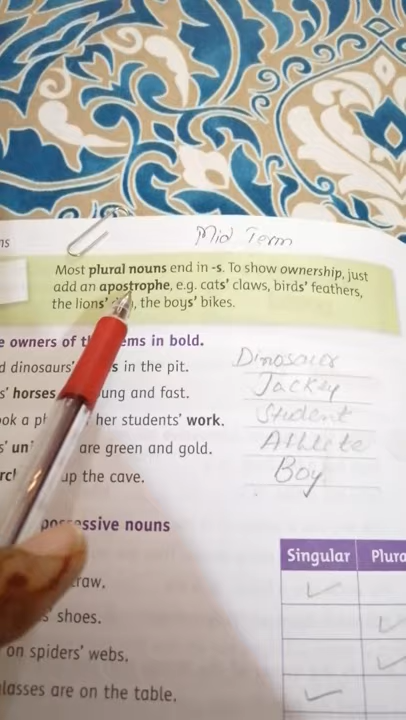 ns
Mid Term
Most plural nouns end in -s. To show ownership, just
add an apostrophe, e.g. cats' claws, birds' feathers,
the lions' the boys' bikes.
e owners of ems in bold.
d dinosaurs' s in the pit. Dinosaur
s' horses ung and fast. Jockey
ook a ph her students' work. Student
s' un are green and gold. Athlete
up the cave. Boy
possessive nouns
Singular Plura
raw.
s' shoes.
on spiders' webs.
lasses are on the table.